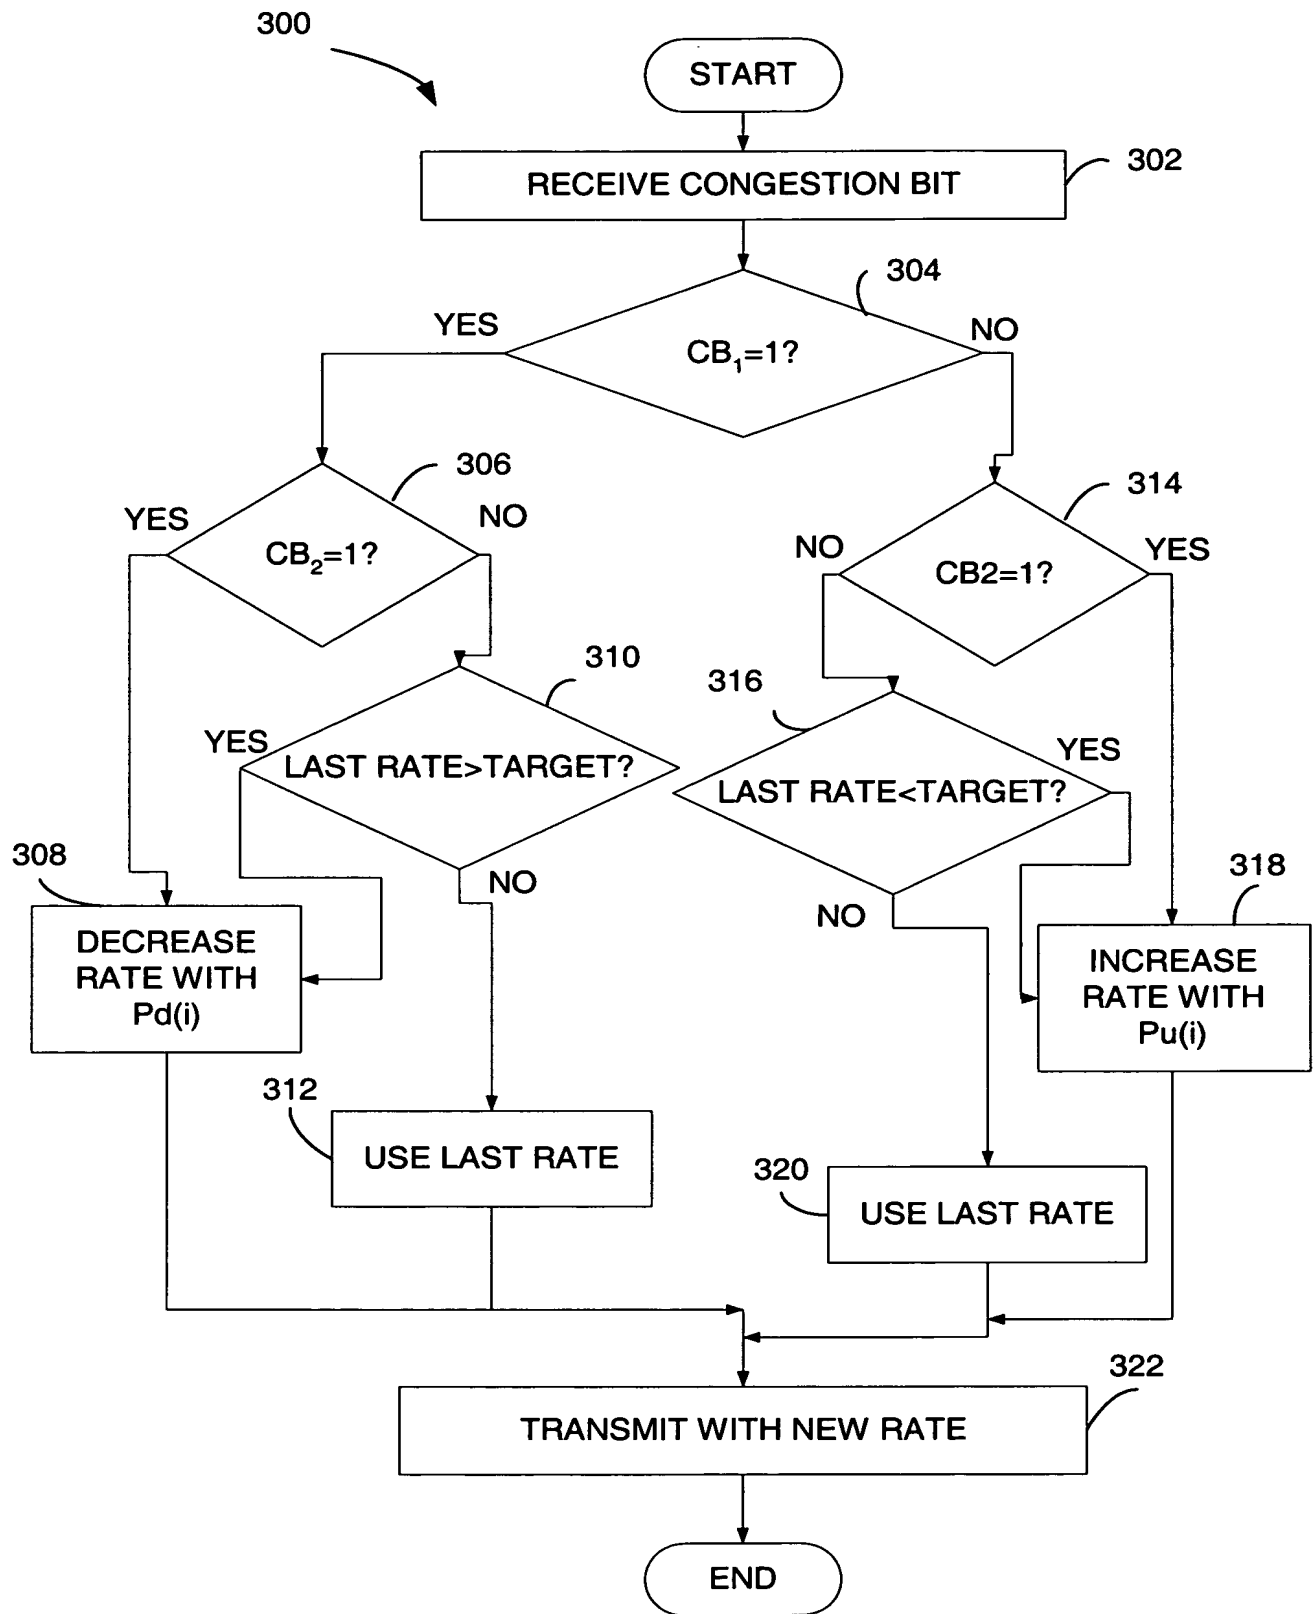 300
START
RECEIVE CONGESTION BIT
302
304
YES
CB₁=1?
NO
306
YES
CB₂=1?
NO
314
NO
CB2=1?
YES
310
YES
LAST RATE>TARGET?
NO
316
LAST RATE<TARGET?
YES
NO
308
DECREASE
RATE WITH
Pd(i)
318
INCREASE
RATE WITH
Pu(i)
312
USE LAST RATE
320
USE LAST RATE
322
TRANSMIT WITH NEW RATE
END